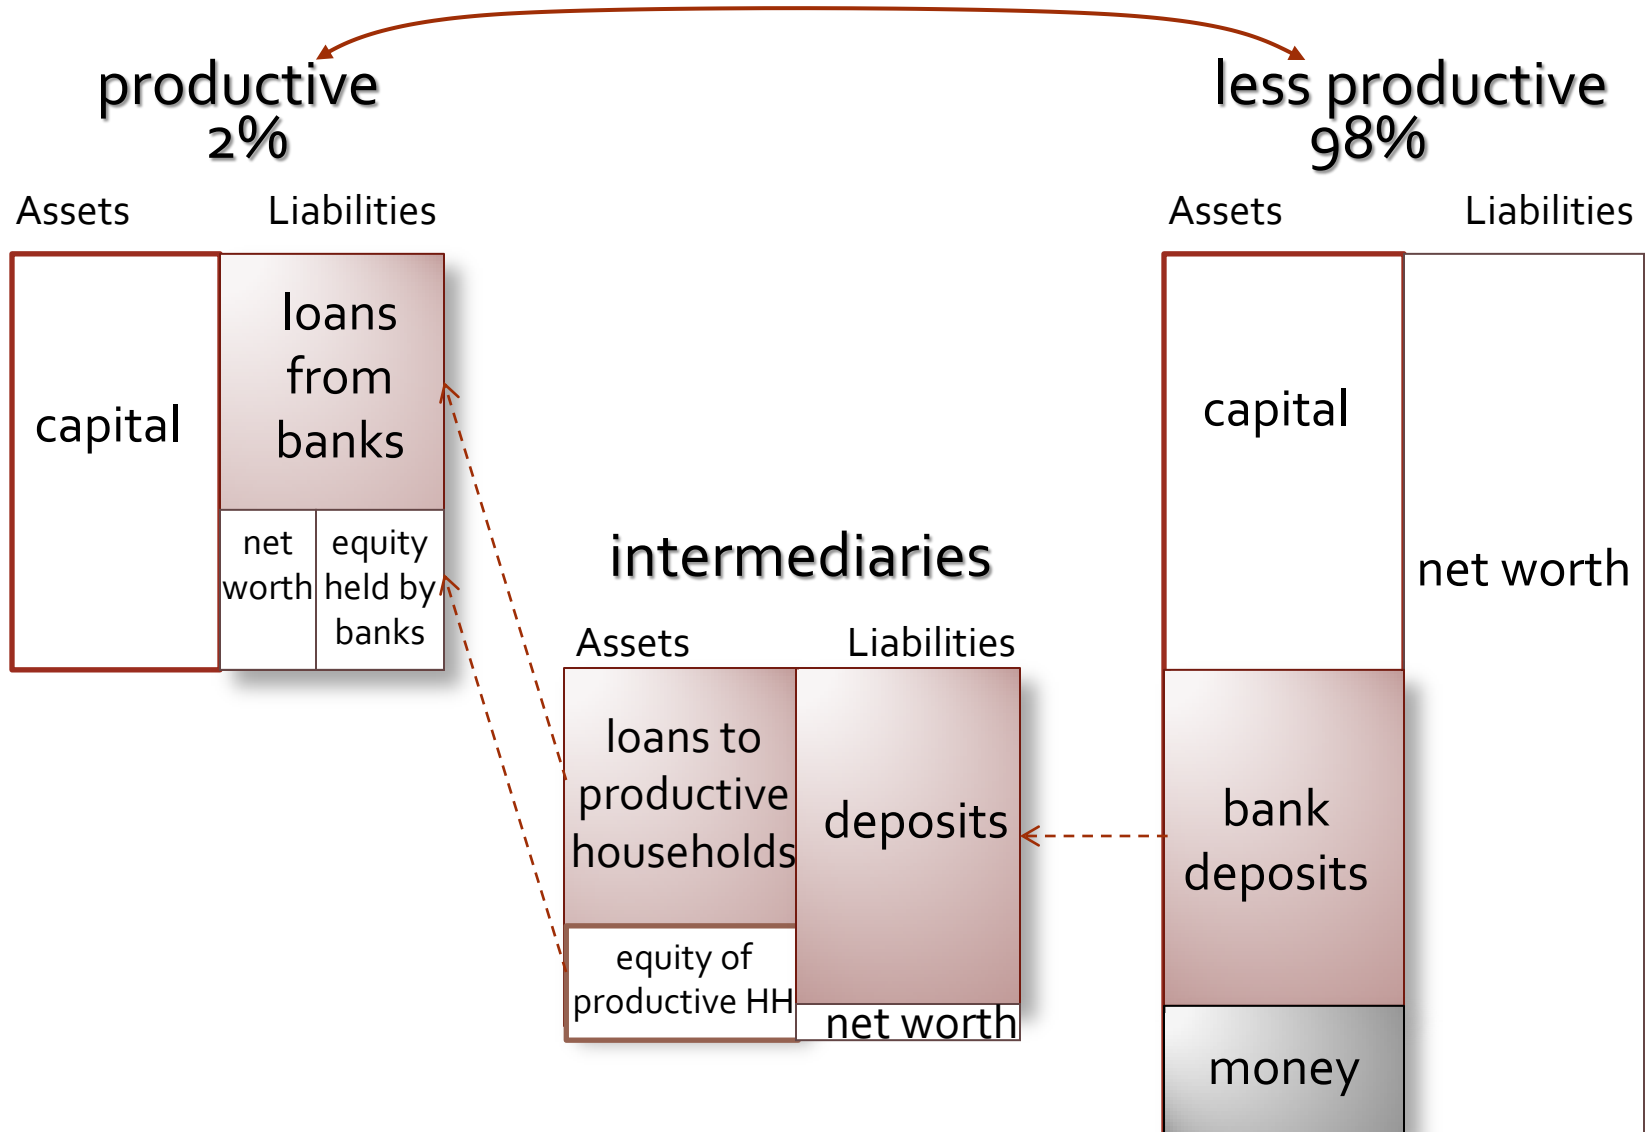 productive
2%
less productive
98%
Assets
Liabilities
capital
loans
from
banks
net
worth
equity
held by
banks
intermediaries
Assets
Liabilities
loans to
productive
households
deposits
equity of
productive HH
net worth
Assets
Liabilities
capital
net worth
bank
deposits
money